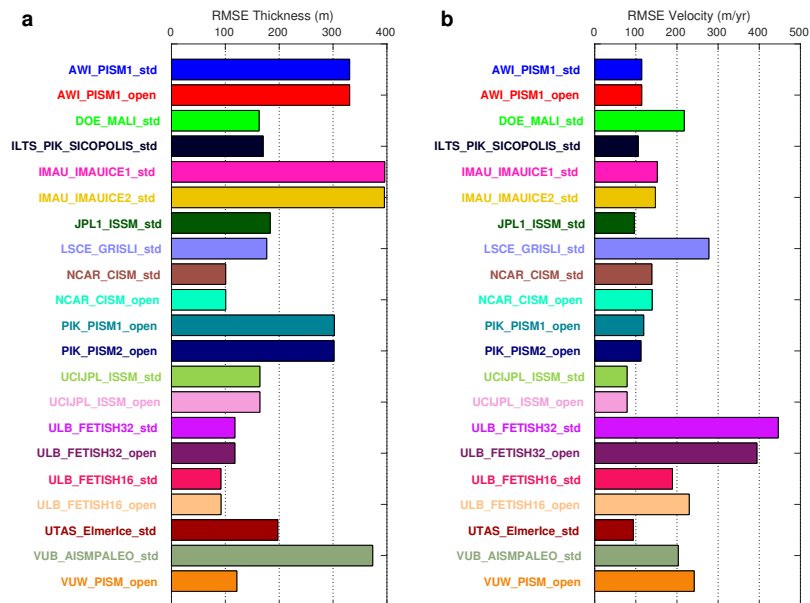 a
RMSE Thickness (m)
0 100 200 300 400
AWI_PISM1_std
AWI_PISM1_open
DOE_MALI_std
ILTS_PIK_SICOPOLIS_std
IMAU_IMAUICE1_std
IMAU_IMAUICE2_std
JPL1_ISSM_std
LSCE_GRISLI_std
NCAR_CISM_std
NCAR_CISM_open
PIK_PISM1_open
PIK_PISM2_open
UCIJPL_ISSM_std
UCIJPL_ISSM_open
ULB_FETISH32_std
ULB_FETISH32_open
ULB_FETISH16_std
ULB_FETISH16_open
UTAS_ElmerIce_std
VUB_AISMPALEO_std
VUW_PISM_open
b
RMSE Velocity (m/yr)
0 100 200 300 400 500
AWI_PISM1_std
AWI_PISM1_open
DOE_MALI_std
ILTS_PIK_SICOPOLIS_std
IMAU_IMAUICE1_std
IMAU_IMAUICE2_std
JPL1_ISSM_std
LSCE_GRISLI_std
NCAR_CISM_std
NCAR_CISM_open
PIK_PISM1_open
PIK_PISM2_open
UCIJPL_ISSM_std
UCIJPL_ISSM_open
ULB_FETISH32_std
ULB_FETISH32_open
ULB_FETISH16_std
ULB_FETISH16_open
UTAS_ElmerIce_std
VUB_AISMPALEO_std
VUW_PISM_open